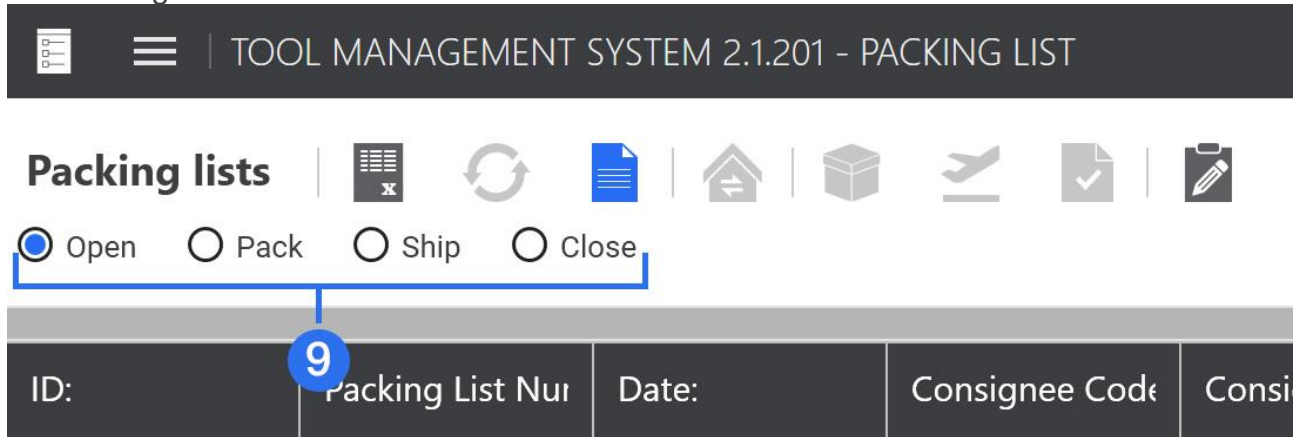 TOOL MANAGEMENT SYSTEM 2.1.201 - PACKING LIST
Packing lists
x
Open Pack Ship Close
9
ID: Packing List Nur Date: Consignee Code Consi